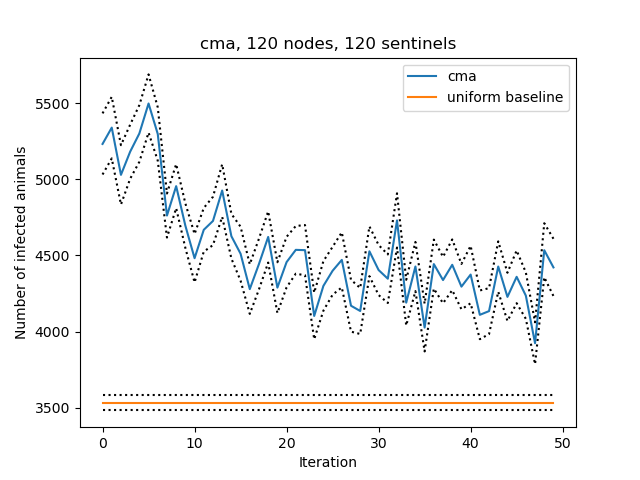 cma, 120 nodes, 120 sentinels
cma
uniform baseline
Number of infected animals
5500
5000
4500
4000
3500
0 10 20 30 40 50
Iteration